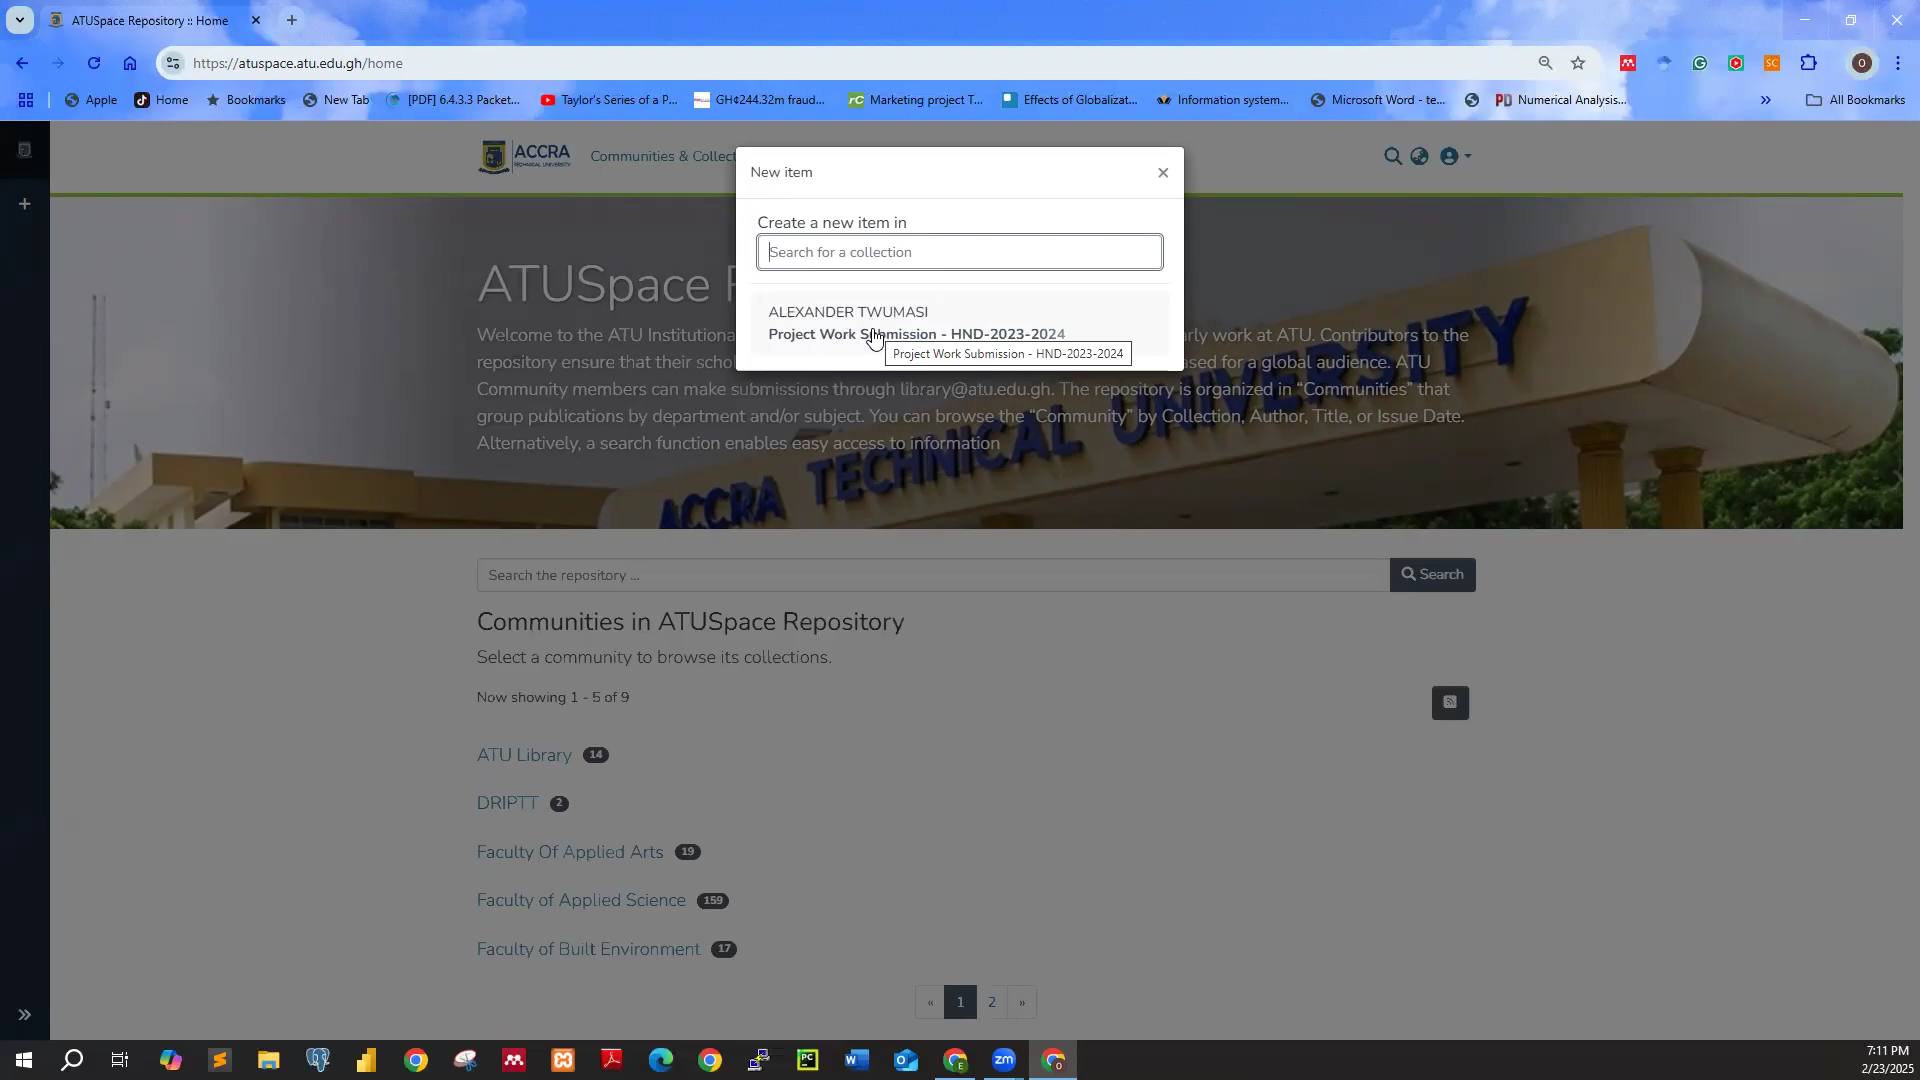 ATUSpace Repository :: Home
https://atuspace.atu.edu.gh/home
O
Apple
Home
Bookmarks
New Tab
[PDF] 6.4.3.3 Packet...
Taylor's Series of a P...
GH¢244.32m fraud...
rC Marketing project T...
Effects of Globalizat...
Information system...
Microsoft Word - te...
PD Numerical Analysis...
All Bookmarks
ACCRA
TECHNICAL UNIVERSITY
Communities & Collect
New item
Create a new item in
Search for a collection
ALEXANDER TWUMASI
Project Work Submission - HND-2023-2024
Project Work Submission - HND-2023-2024
ATUSpace R
Welcome to the ATU Institutiona
arly work at ATU. Contributors to the
repository ensure that their scho
sed for a global audience. ATU
Community members can make submissions through library@atu.edu.gh. The repository is organized in “Communities” that
group publications by department and/or subject. You can browse the “Community” by Collection, Author, Title, or Issue Date.
Alternatively, a search function enables easy access to information
ACCRA TECHNICAL UNIVERSITY
Search the repository ...
Search
Communities in ATUSpace Repository
Select a community to browse its collections.
Now showing 1 - 5 of 9
ATU Library 14
DRIPTT 2
Faculty Of Applied Arts 19
Faculty of Applied Science 159
Faculty of Built Environment 17
« 1 2 »
7:11 PM
2/23/2025